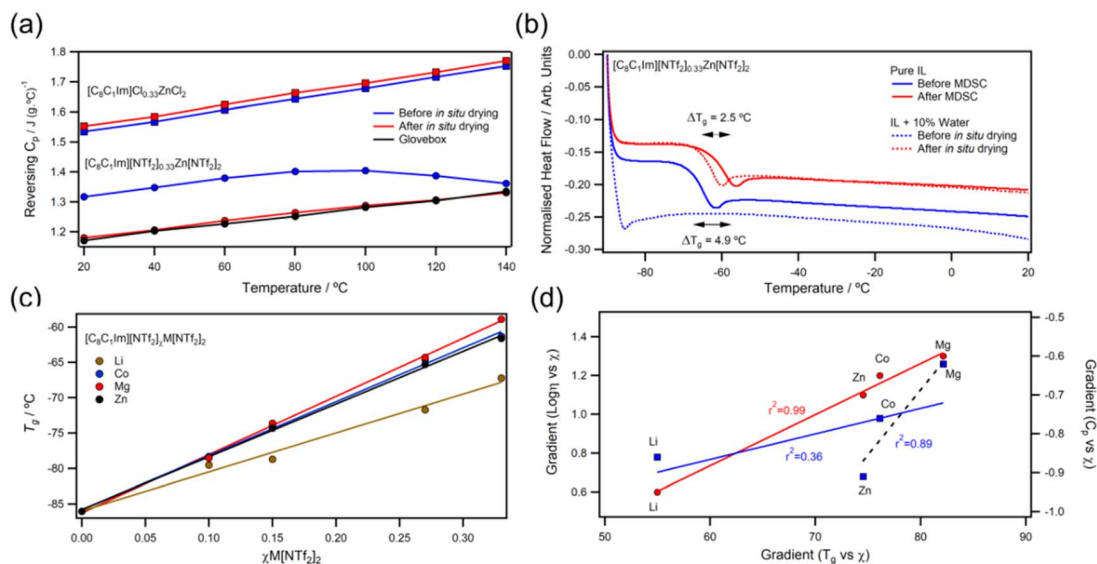 (a)
1.8
1.7
1.6
1.5
1.4
1.3
1.2
Reversing Cp / J (g.ºC)-1
[C8C1Im]Cl0.33ZnCl2
Before in situ drying
After in situ drying
Glovebox
[C8C1Im][NTf2]0.33Zn[NTf2]2
20 40 60 80 100 120 140
Temperature / ºC
(b)
0.00
-0.05
-0.10
-0.15
-0.20
-0.25
-0.30
Normalised Heat Flow / Arb. Units
[C8C1Im][NTf2]0.33Zn[NTf2]2
Pure IL
Before MDSC
After MDSC
IL + 10% Water
Before in situ drying
After in situ drying
ΔTg = 2.5 ºC
ΔTg = 4.9 ºC
-80 -60 -40 -20 0 20
Temperature / ºC
(c)
-60
-65
-70
-75
-80
-85
Tg / ºC
[C8C1Im][NTf2]χM[NTf2]2
Li
Co
Mg
Zn
0.00 0.05 0.10 0.15 0.20 0.25 0.30
χM[NTf2]2
(d)
1.4
1.2
1.0
0.8
0.6
Gradient (Logη vs χ)
-0.5
-0.6
-0.7
-0.8
-0.9
-1.0
Gradient (Cp vs χ)
Mg
Co
Mg
Zn
r2=0.99
Co
Li
r2=0.89
r2=0.36
Zn
Li
50 60 70 80 90
Gradient (Tg vs χ)